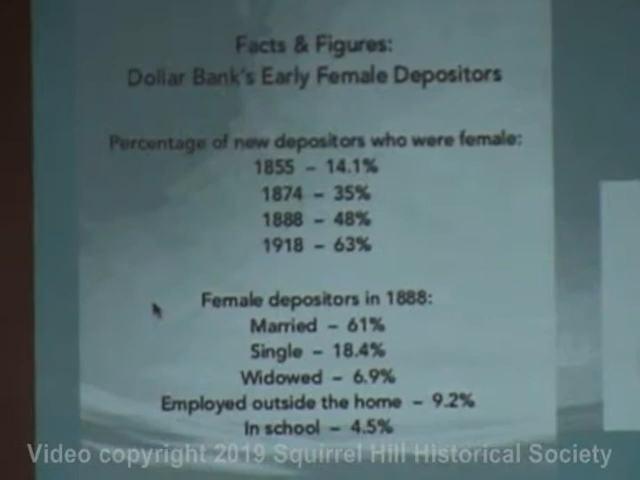 Facts & Figures:
Dollar Bank's Early Female Depositors
Percentage of new depositors who were female:
1855 – 14.1%
1874 – 35%
1888 – 48%
1918 – 63%
Female depositors in 1888:
Married – 61%
Single – 18.4%
Widowed – 6.9%
Employed outside the home – 9.2%
In school – 4.5%
Video copyright 2019 Squirrel Hill Historical Society